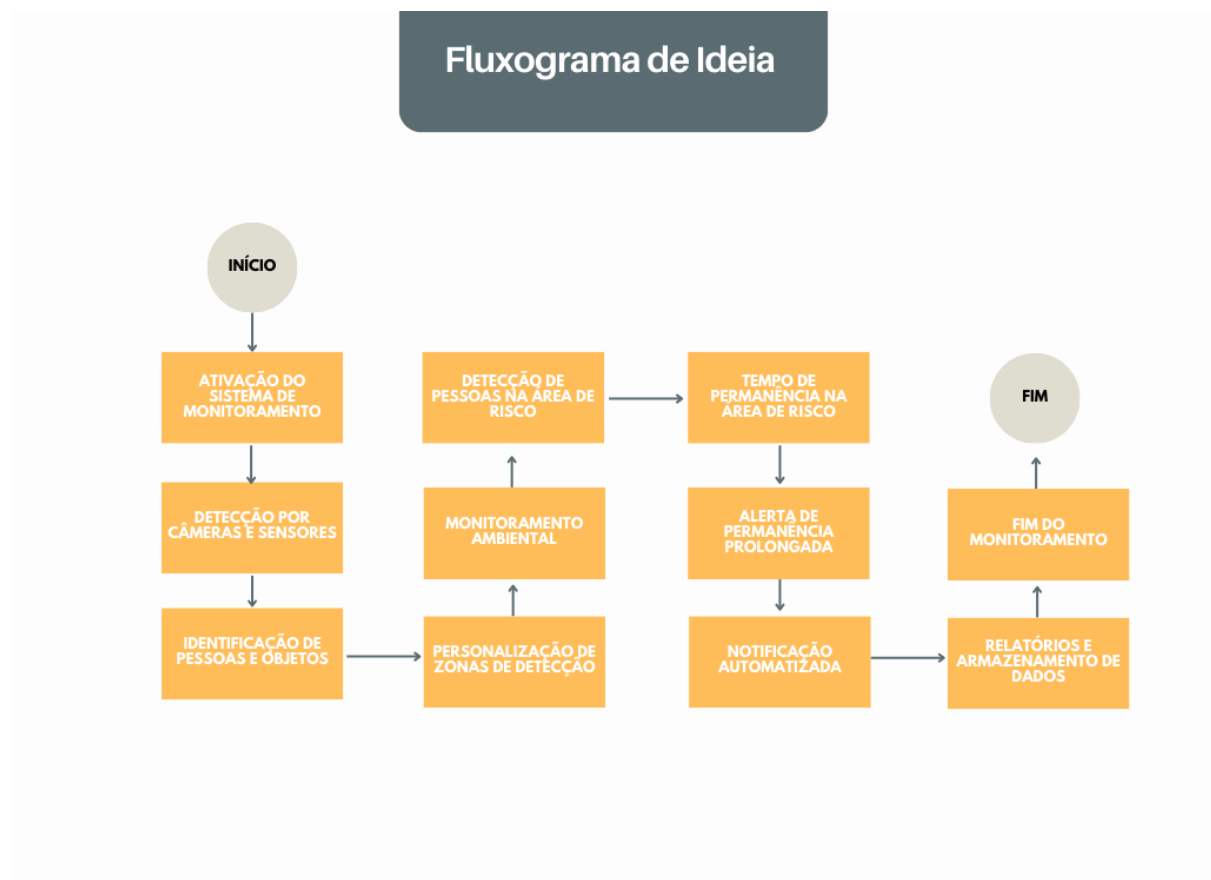 Fluxograma de Ideia
INÍCIO
ATIVAÇÃO DO
SISTEMA DE
MONITORAMENTO
DETECÇÃO POR
CÂMERAS E SENSORES
IDENTIFICAÇÃO DE
PESSOAS E OBJETOS
PERSONALIZAÇÃO DE
ZONAS DE DETECÇÃO
MONITORAMENTO
AMBIENTAL
DETECÇÃO DE
PESSOAS NA ÁREA DE
RISCO
TEMPO DE
PERMANÊNCIA NA
ÁREA DE RISCO
ALERTA DE
PERMANÊNCIA
PROLONGADA
NOTIFICAÇÃO
AUTOMATIZADA
RELATÓRIOS E
ARMAZENAMENTO DE
DADOS
FIM DO
MONITORAMENTO
FIM